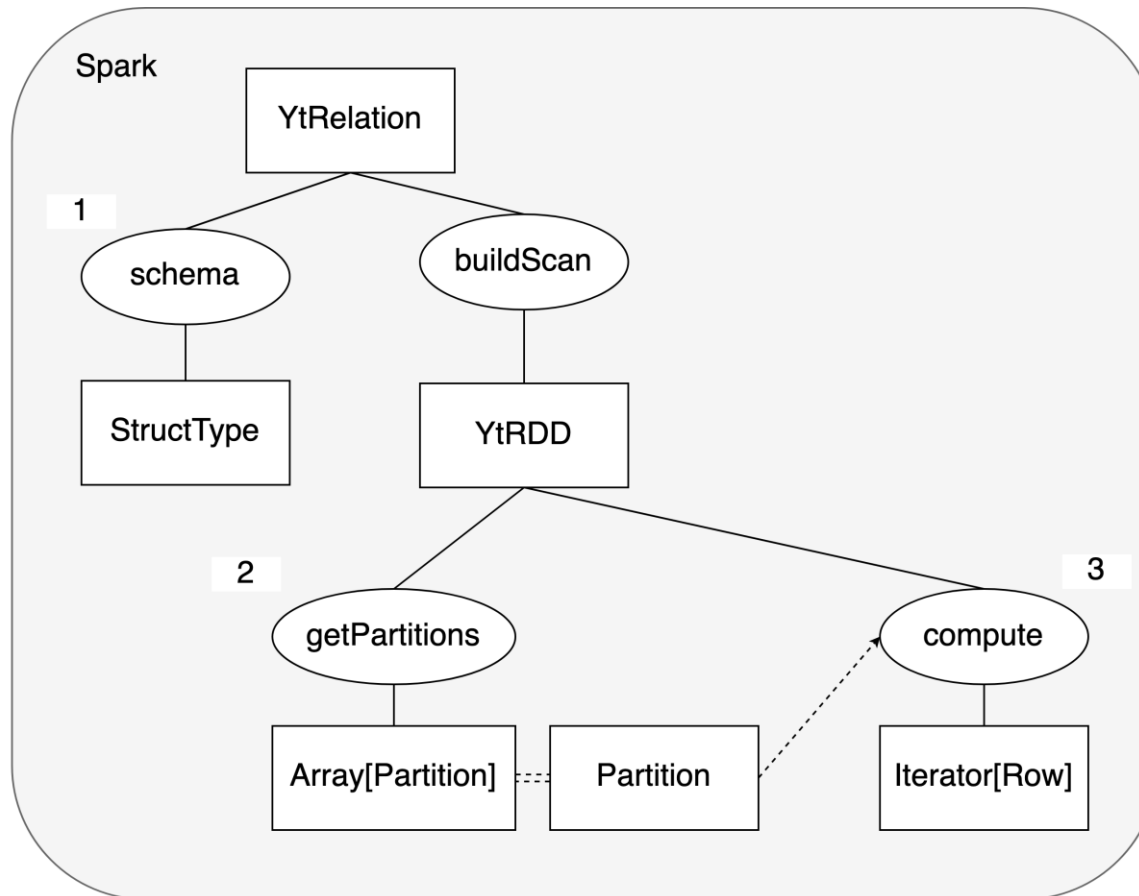 Spark
YtRelation
1
schema
buildScan
StructType
YtRDD
2
3
getPartitions
compute
Array[Partition]
Partition
Iterator[Row]